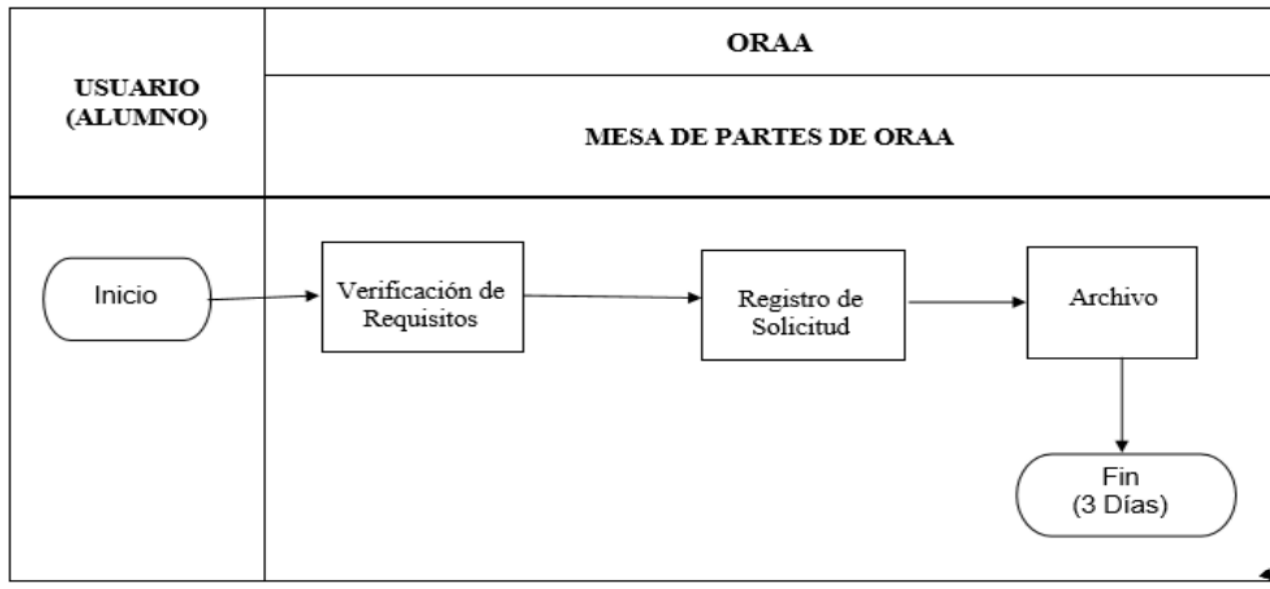 ORAA
USUARIO
(ALUMNO)
MESA DE PARTES DE ORAA
Inicio
Verificación de
Requisitos
Registro de
Solicitud
Archivo
Fin
(3 Días)